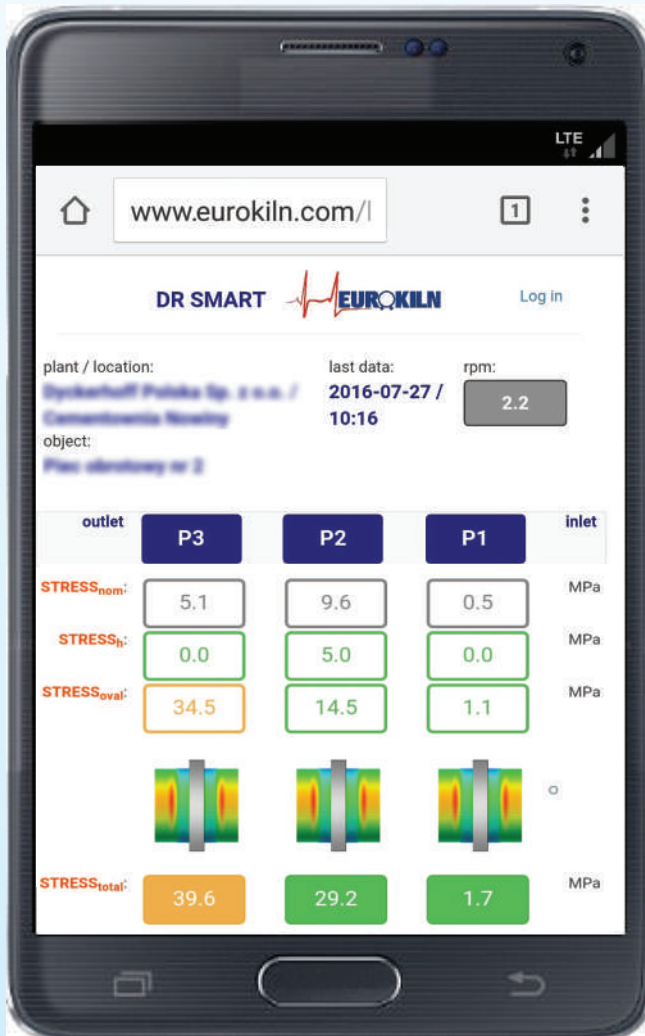 LTE
www.eurokiln.com/l
1
DR SMART EUROKILN Log in
plant / location: last data: rpm:
2016-07-27 / 2.2
10:16
object:
outlet P3 P2 P1 inlet
STRESSnom: 5.1 9.6 0.5 MPa
STRESSh: 0.0 5.0 0.0 MPa
STRESSoval: 34.5 14.5 1.1 MPa
STRESStotal: 39.6 29.2 1.7 MPa